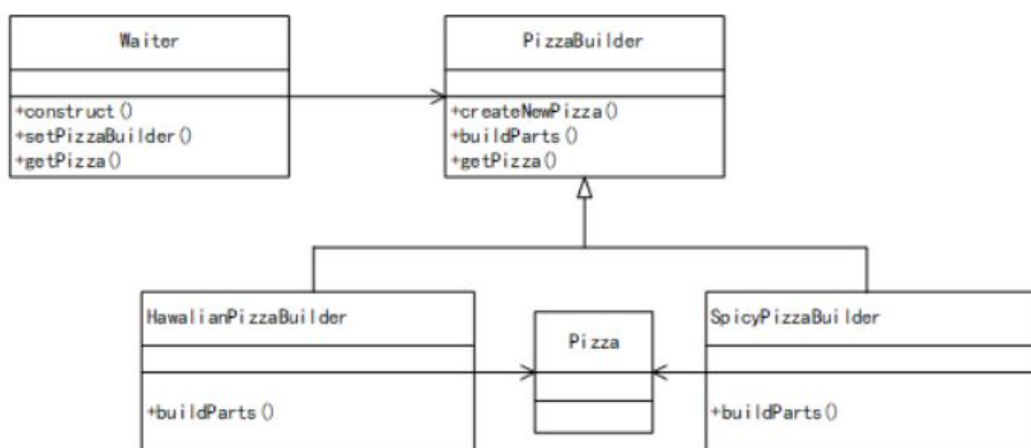 Waiter
+construct()
+setPizzaBuilder()
+getPizza()
PizzaBuilder
+createNewPizza()
+buildParts()
+getPizza()
HawalianPizzaBuilder
+buildParts()
Pizza
SpicyPizzaBuilder
+buildParts()